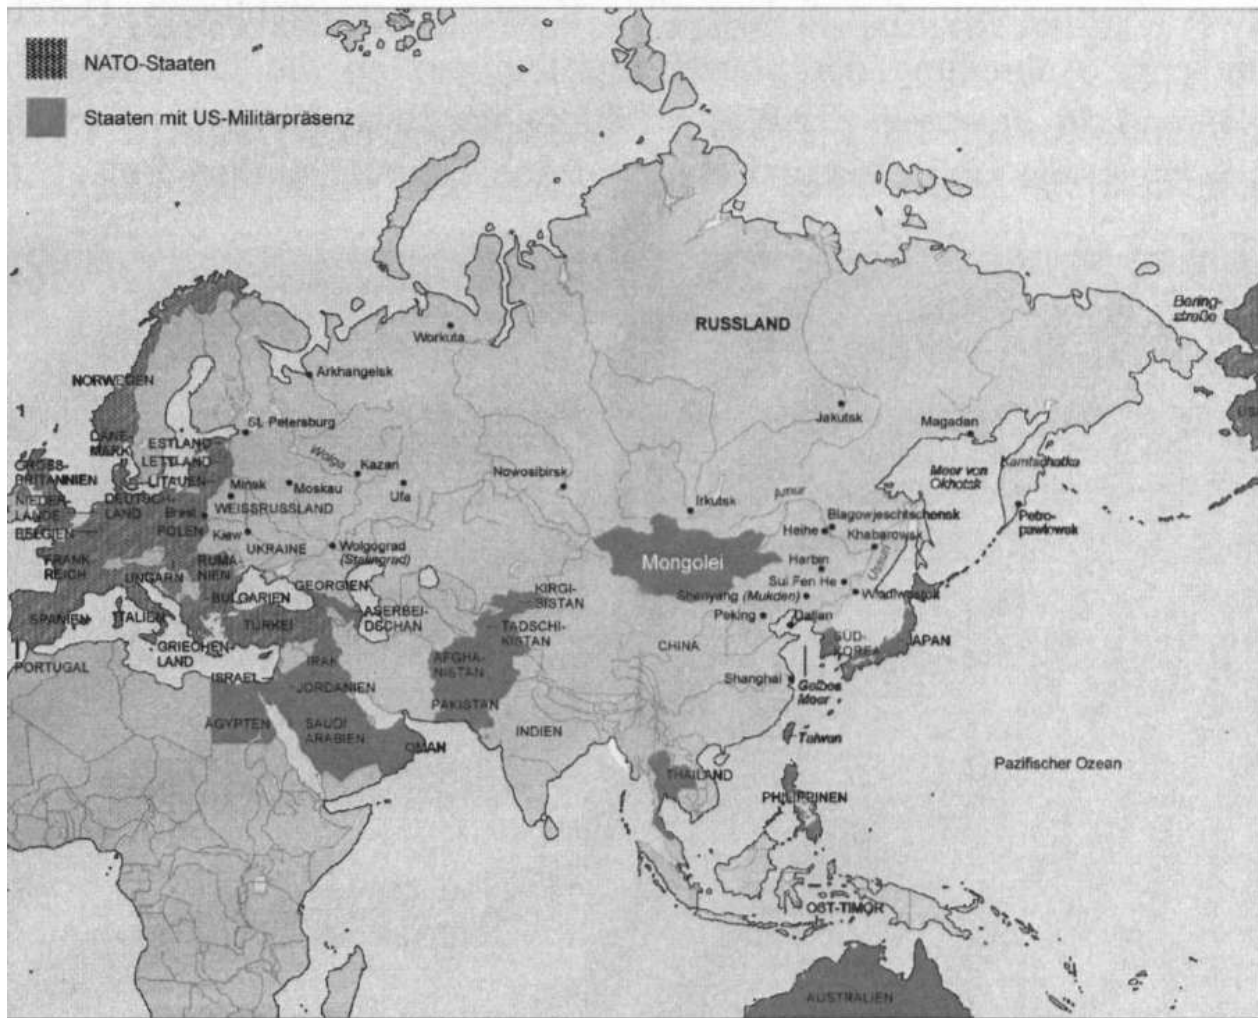 NATO-Staaten
Staaten mit US-Militärpräsenz
Bering-
straße
RUSSLAND
Workuta
Arkhangelsk
NORWEGEN
Jakutsk
Magadan
St. Petersburg
DÄNE-
MARK
ESTLAND
LETTLAND
LITAUEN
GROSS-
BRITANNIEN
Wolga
Kazan
Nowosibirsk
Meer von
Okhotsk
Kamtschatka
NIEDER-
LANDE
DEUTSCH-
LAND
Minsk
Moskau
Ufa
WEISSRUSSLAND
Irkutsk
Amur
Blagowjeschtschensk
Petro-
pawlowsk
Brest
POLEN
BELGIEN
Kiew
UKRAINE
Wolgograd
(Stalingrad)
Heihe
Khabarowsk
Ussuri
FRANK-
REICH
UNGARN
RUMÄ-
NIEN
Mongolei
Harbin
Sui Fen He
GEORGIEN
KIRGI-
SISTAN
Shenyang (Mukden)
Wladiwostok
BULGARIEN
ASERBEI-
DSCHAN
SPANIEN
ITALIEN
TÜRKEI
TADSCHI-
KISTAN
Peking
Dalian
SÜD-
KOREA
JAPAN
PORTUGAL
GRIECHEN-
LAND
IRAK
AFGHA-
NISTAN
CHINA
ISRAEL
JORDANIEN
Shanghai
Gelbes
Meer
PAKISTAN
ÄGYPTEN
SAUDI
ARABIEN
OMAN
INDIEN
Taiwan
Pazifischer Ozean
THAILAND
PHILIPPINEN
OST-TIMOR
AUSTRALIEN